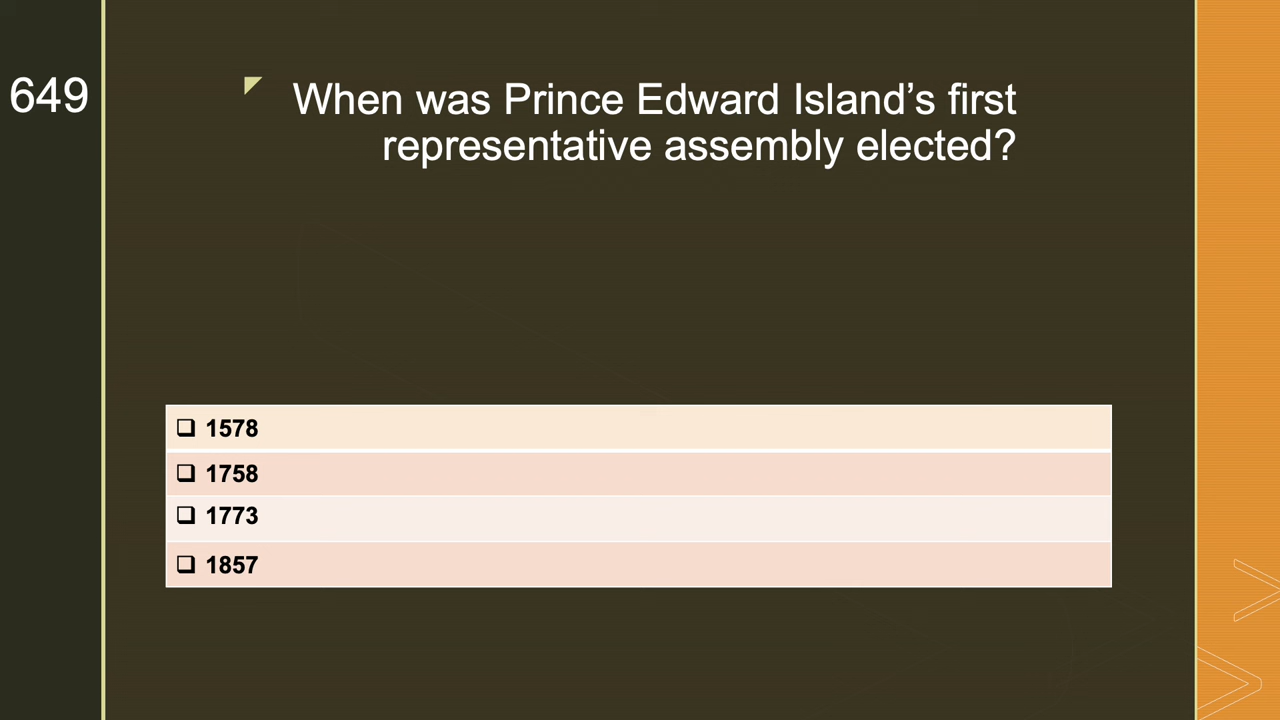 649
When was Prince Edward Island’s first
representative assembly elected?
❑ 1578
❑ 1758
❑ 1773
❑ 1857